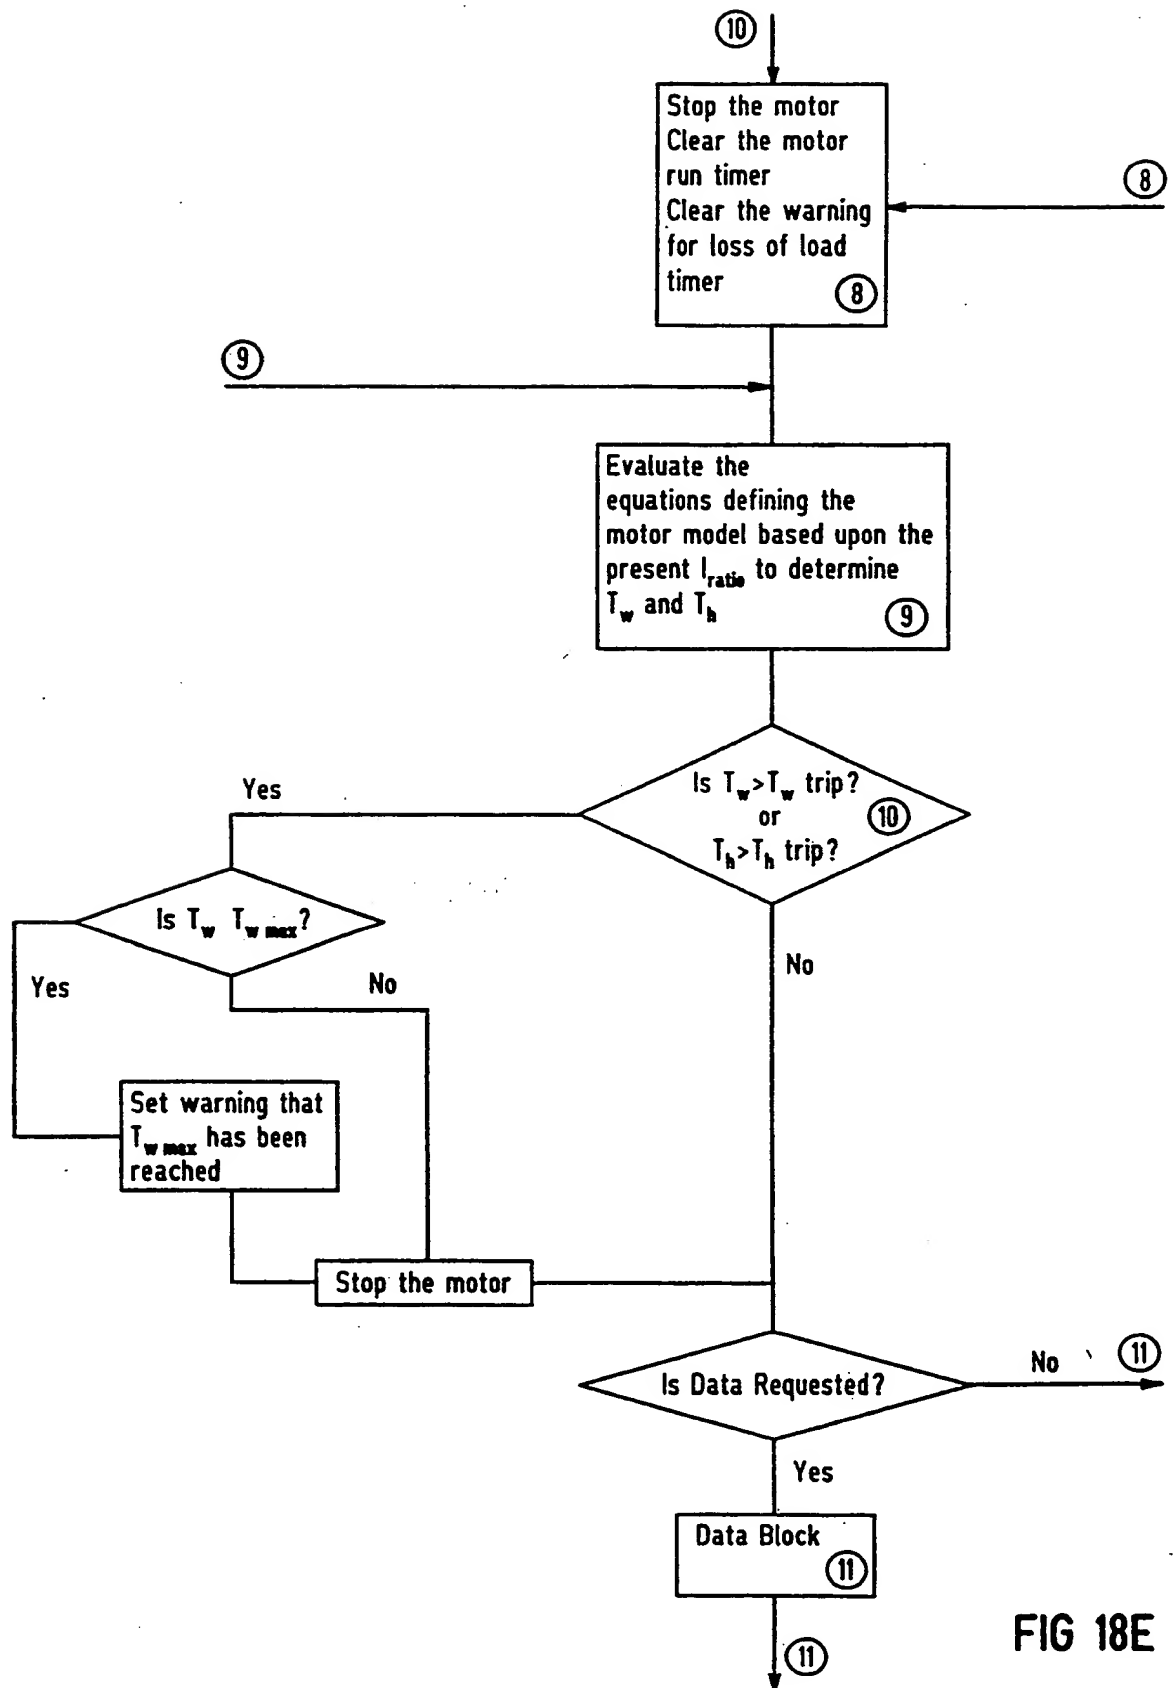 10
Stop the motor
Clear the motor
run timer
Clear the warning
for loss of load
timer
8
8
9
Evaluate the
equations defining the
motor model based upon the
present I_ratio to determine
T_w and T_h
9
Is T_w>T_w trip?
or
T_h>T_h trip?
10
Yes
No
Is T_w T_w max?
Yes
No
Set warning that
T_w max has been
reached
Stop the motor
Is Data Requested?
No
11
Yes
Data Block
11
11
FIG 18E